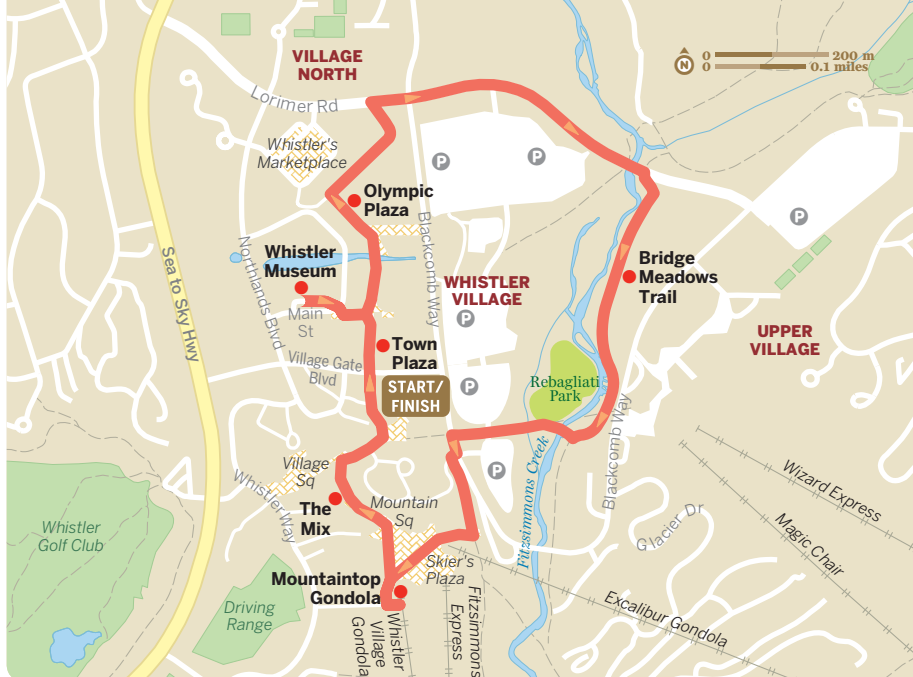 VILLAGE
NORTH
N
0
200 m
0
0.1 miles
Lorimer Rd
Whistler's
Marketplace
P
P
Olympic
Plaza
P
Sea to Sky Hwy
Northlands Blvd
Whistler
Museum
Blackcomb Way
WHISTLER
VILLAGE
Bridge
Meadows
Trail
Main
St
P
UPPER
VILLAGE
Town
Plaza
Village Gate
Blvd
START/
FINISH
P
Rebagliati
Park
Blackcomb Way
Fitzsimmons Creek
Village
Sq
P
Whistler Way
The
Mix
Mountain
Sq
Wizard Express
Magic Chair
Glacier Dr
Whistler
Golf Club
Skier's
Plaza
Mountaintop
Gondola
Driving
Range
Whistler
Village
Gondola
Fitzsimmons
Express
Excalibur Gondola